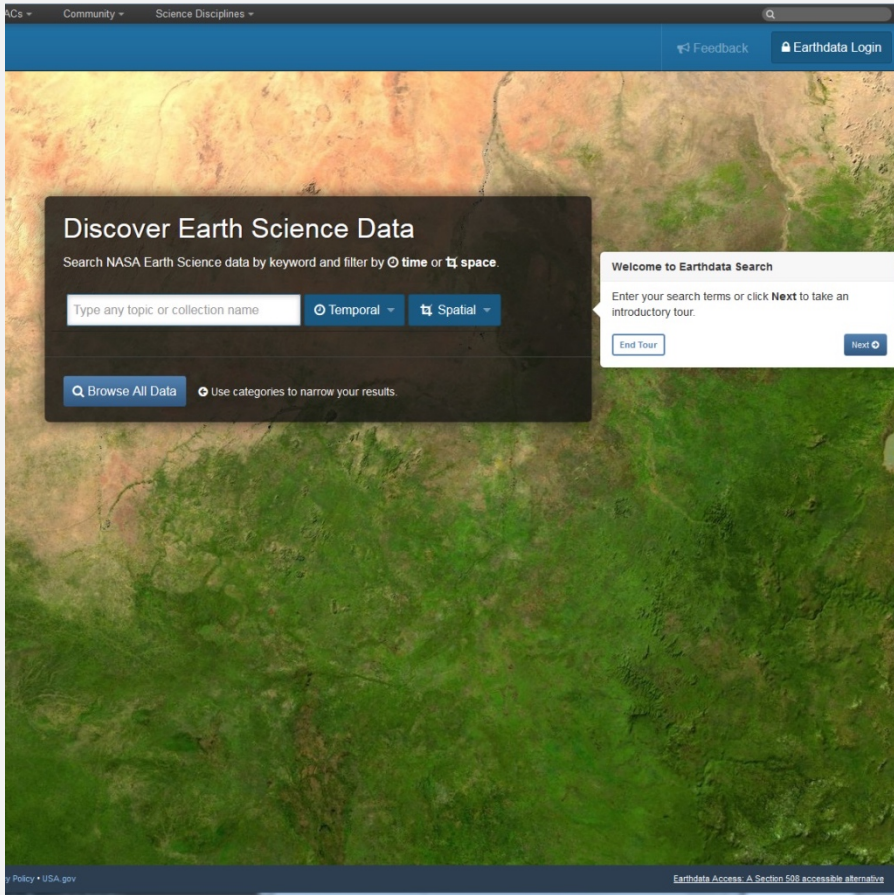 ACs Community Science Disciplines
Feedback Earthdata Login
Discover Earth Science Data
Search NASA Earth Science data by keyword and filter by time or space.
Type any topic or collection name Temporal Spatial
Browse All Data Use categories to narrow your results.
Welcome to Earthdata Search
Enter your search terms or click Next to take an
introductory tour.
End Tour Next
y Policy • USA.gov Earthdata Access: A Section 508 accessible alternative